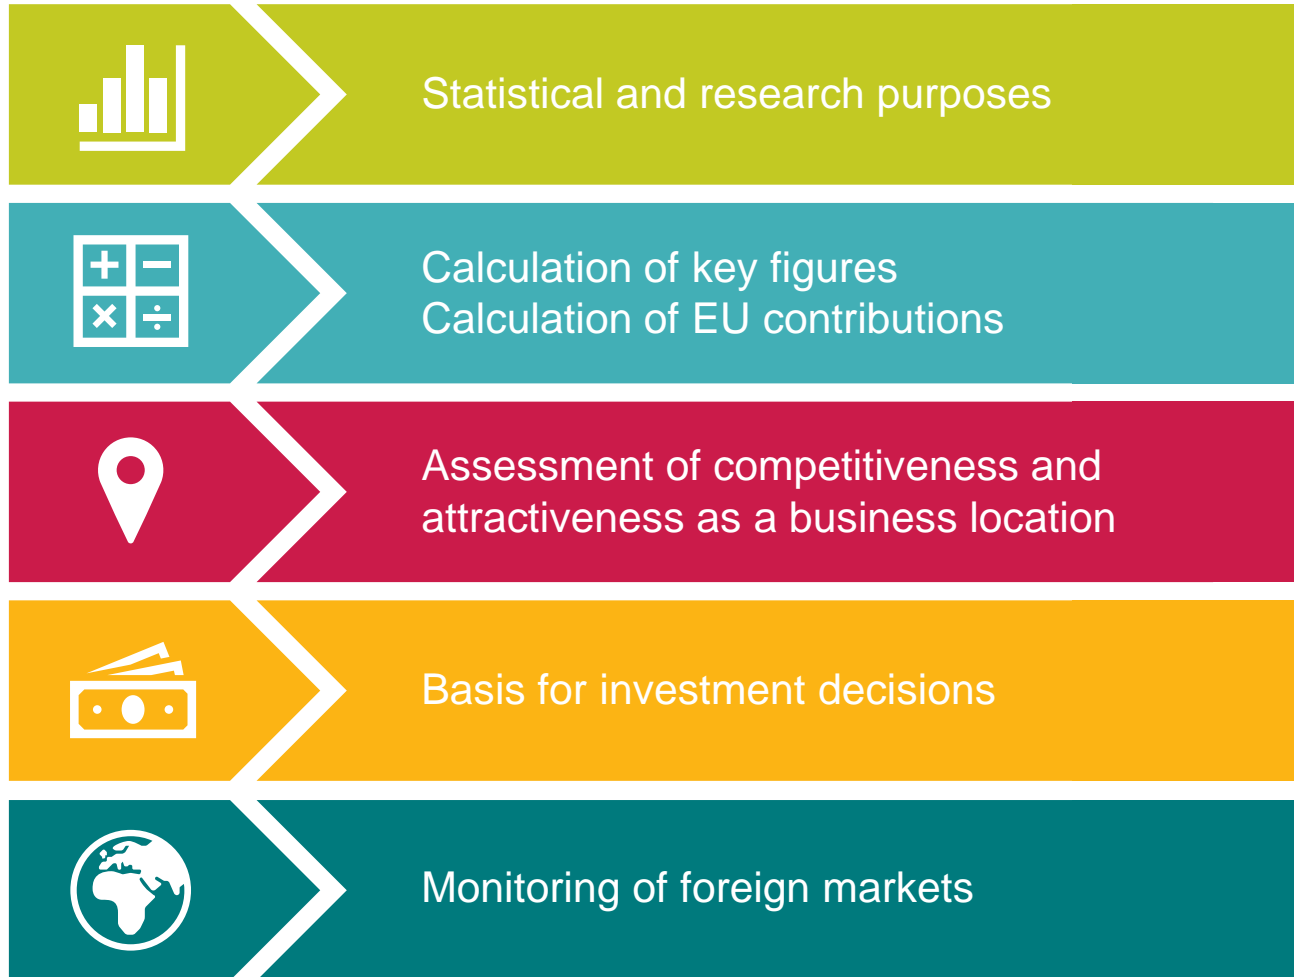 Statistical and research purposes
Calculation of key figures
Calculation of EU contributions
Assessment of competitiveness and
attractiveness as a business location
Basis for investment decisions
Monitoring of foreign markets